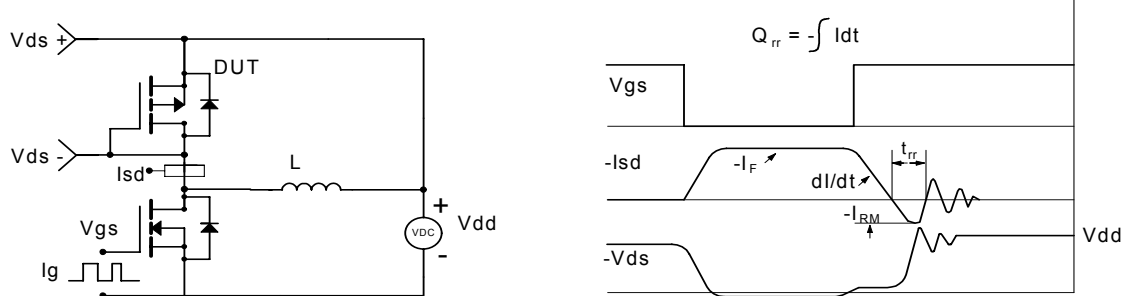 Vds +
DUT
Vds -
Isd
L
+
Vgs
VDC
Vdd
-
Ig
Q rr = -∫ Idt
Vgs
-Isd
-I F
dI/dt
t rr
-I RM
Vdd
-Vds